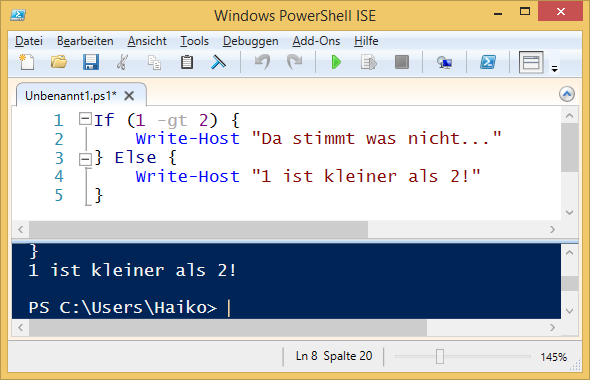 Windows PowerShell ISE
Datei Bearbeiten Ansicht Tools Debuggen Add-Ons Hilfe
Unbenannt1.ps1*
1 If (1 -gt 2) {
2     Write-Host "Da stimmt was nicht..."
3 } Else {
4     Write-Host "1 ist kleiner als 2!"
5 }
}
1 ist kleiner als 2!
PS C:\Users\Haiko>
Ln 8 Spalte 20 145%